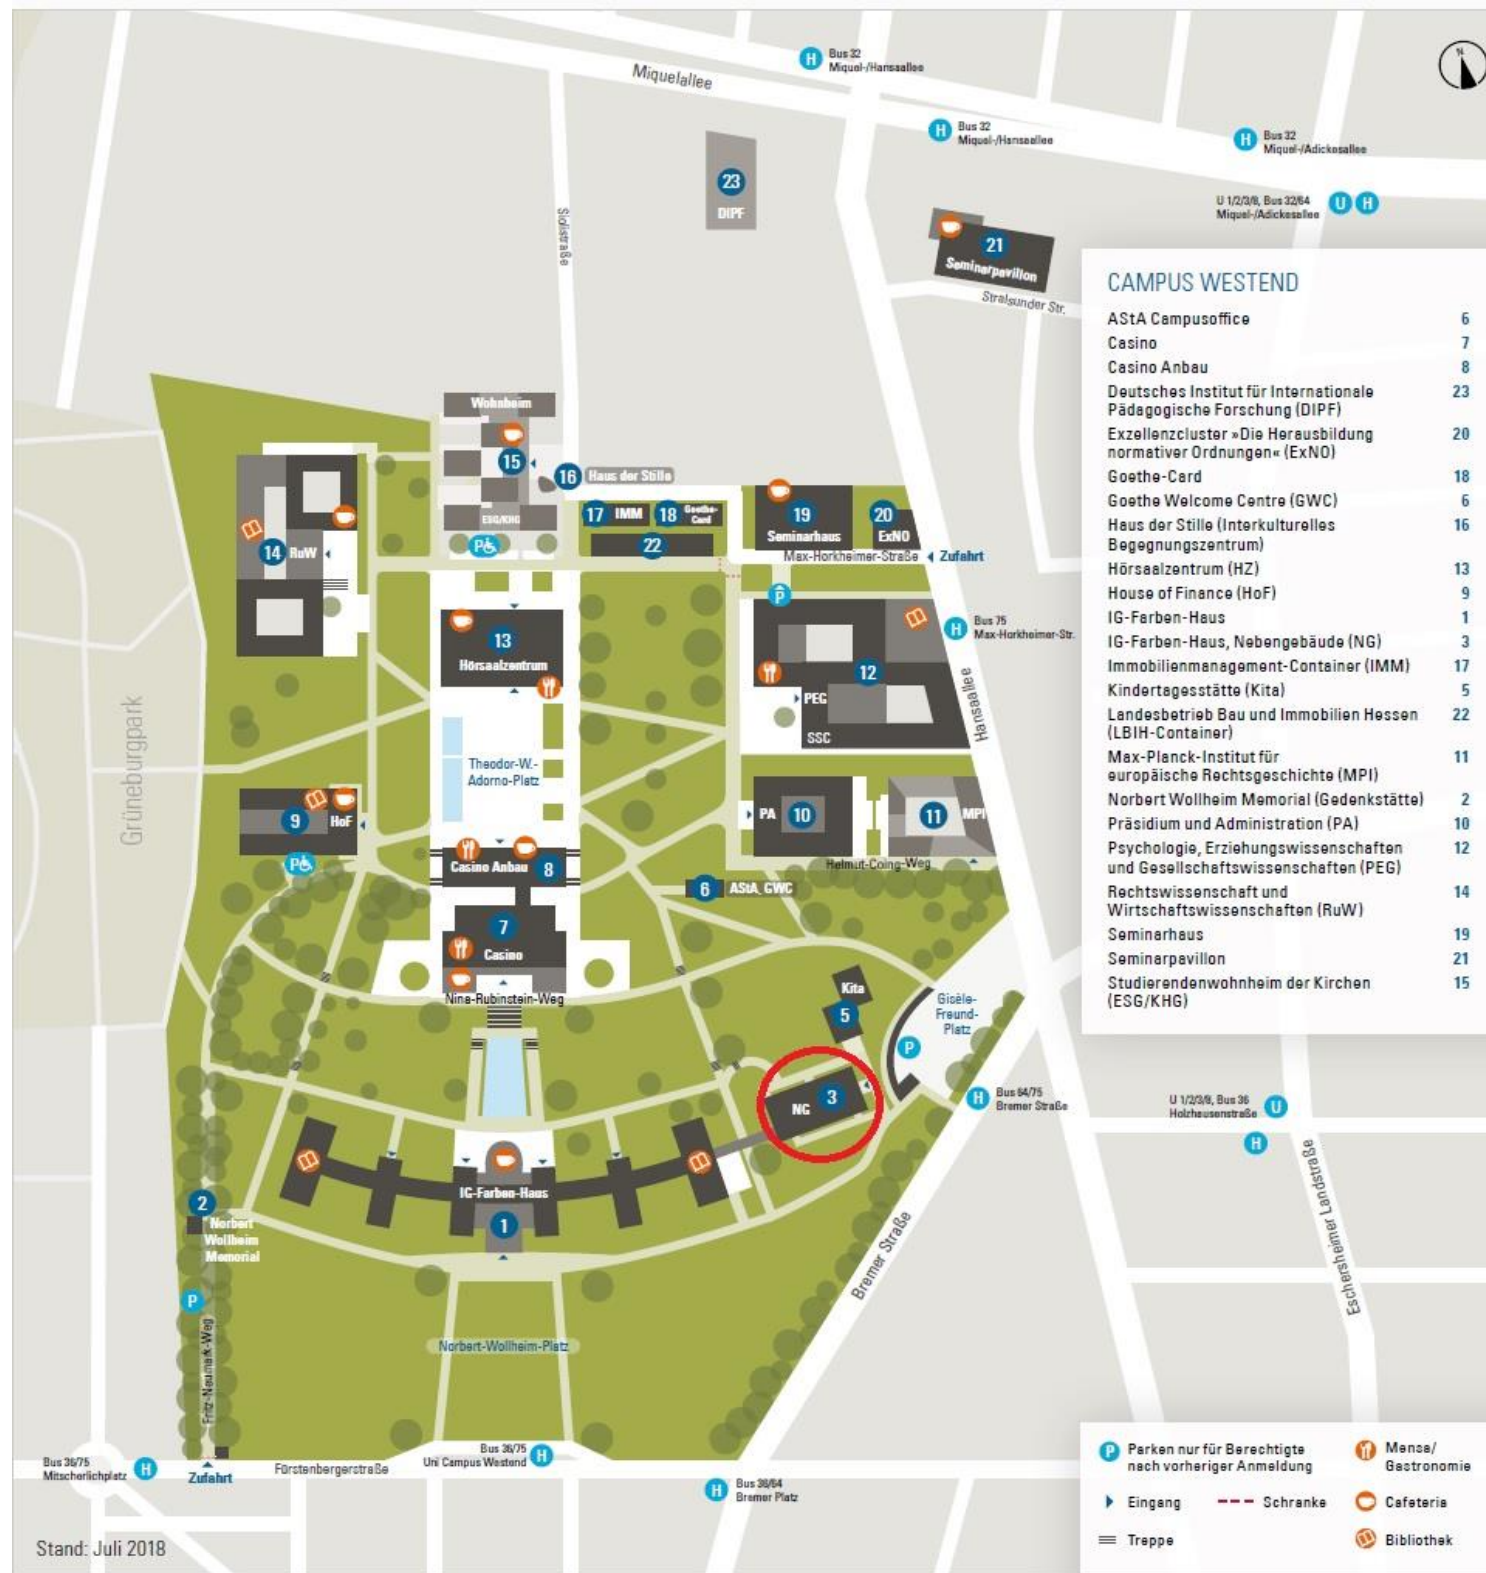 Bus 32
Miquel-/Hansaallee
Miquelallee
N
Bus 32
Miquel-/Hansaallee
Bus 32
Miquel-/Adickesallee
U 1/2/3/8, Bus 32/64
Miquel-/Adickesallee
U H
H
H
H
23
DIPF
Siolistraße
21
Seminarpavillon
Stralsunder Str.
CAMPUS WESTEND
AStA Campusoffice 6
Casino 7
Casino Anbau 8
Deutsches Institut für Internationale 23
Pädagogische Forschung (DIPF)
Exzellenzcluster »Die Herausbildung 20
normativer Ordnungen« (ExNO)
Goethe-Card 18
Goethe Welcome Centre (GWC) 6
Haus der Stille (Interkulturelles 16
Begegnungszentrum)
Hörsaalzentrum (HZ) 13
House of Finance (HoF) 9
IG-Farben-Haus 1
IG-Farben-Haus, Nebengebäude (NG) 3
Immobilienmanagement-Container (IMM) 17
Kindertagesstätte (Kita) 5
Landesbetrieb Bau und Immobilien Hessen 22
(LBIH-Container)
Max-Planck-Institut für 11
europäische Rechtsgeschichte (MPI)
Norbert Wollheim Memorial (Gedenkstätte) 2
Präsidium und Administration (PA) 10
Psychologie, Erziehungswissenschaften 12
und Gesellschaftswissenschaften (PEG)
Rechtswissenschaft und 14
Wirtschaftswissenschaften (RuW)
Seminarhaus 19
Seminarpavillon 21
Studierendenwohnheim der Kirchen 15
(ESG/KHG)
Wohnheim
15
16 Haus der Stille
ESG/KHG
P
17 IMM
18 Goethe-
Card
22
19
Seminarhaus
20
ExNO
Max-Horkheimer-Straße
Zufahrt
14 RuW
13
Hörsaalzentrum
P
H Bus 75
Max-Horkheimer-Str.
12
PEG
SSC
Hansaallee
Grüneburgpark
Theodor-W.-
Adorno-Platz
9 HoF
P
PA 10
11 MPI
Helmut-Coing-Weg
Casino Anbau 8
6 AStA, GWC
7
Casino
Nina-Rubinstein-Weg
Kita
5
Gisèle-
Freund-
Platz
P
NG 3
H Bus 64/75
Bremer Straße
U 1/2/3/8, Bus 36
Holzhausenstraße
U
H
IG-Farben-Haus
1
2
Norbert
Wollheim
Memorial
P
Fritz-Neumark-Weg
Bremer Straße
Eschersheimer Landstraße
Norbert-Wollheim-Platz
Bus 36/75
Mitscherlichplatz
H
Zufahrt
Fürstenbergerstraße
Bus 36/75
Uni Campus Westend
H
H Bus 36/64
Bremer Platz
Stand: Juli 2018
P Parken nur für Berechtigte
nach vorheriger Anmeldung
Mensa/
Gastronomie
Eingang
Schranke
Cafeteria
Treppe
Bibliothek